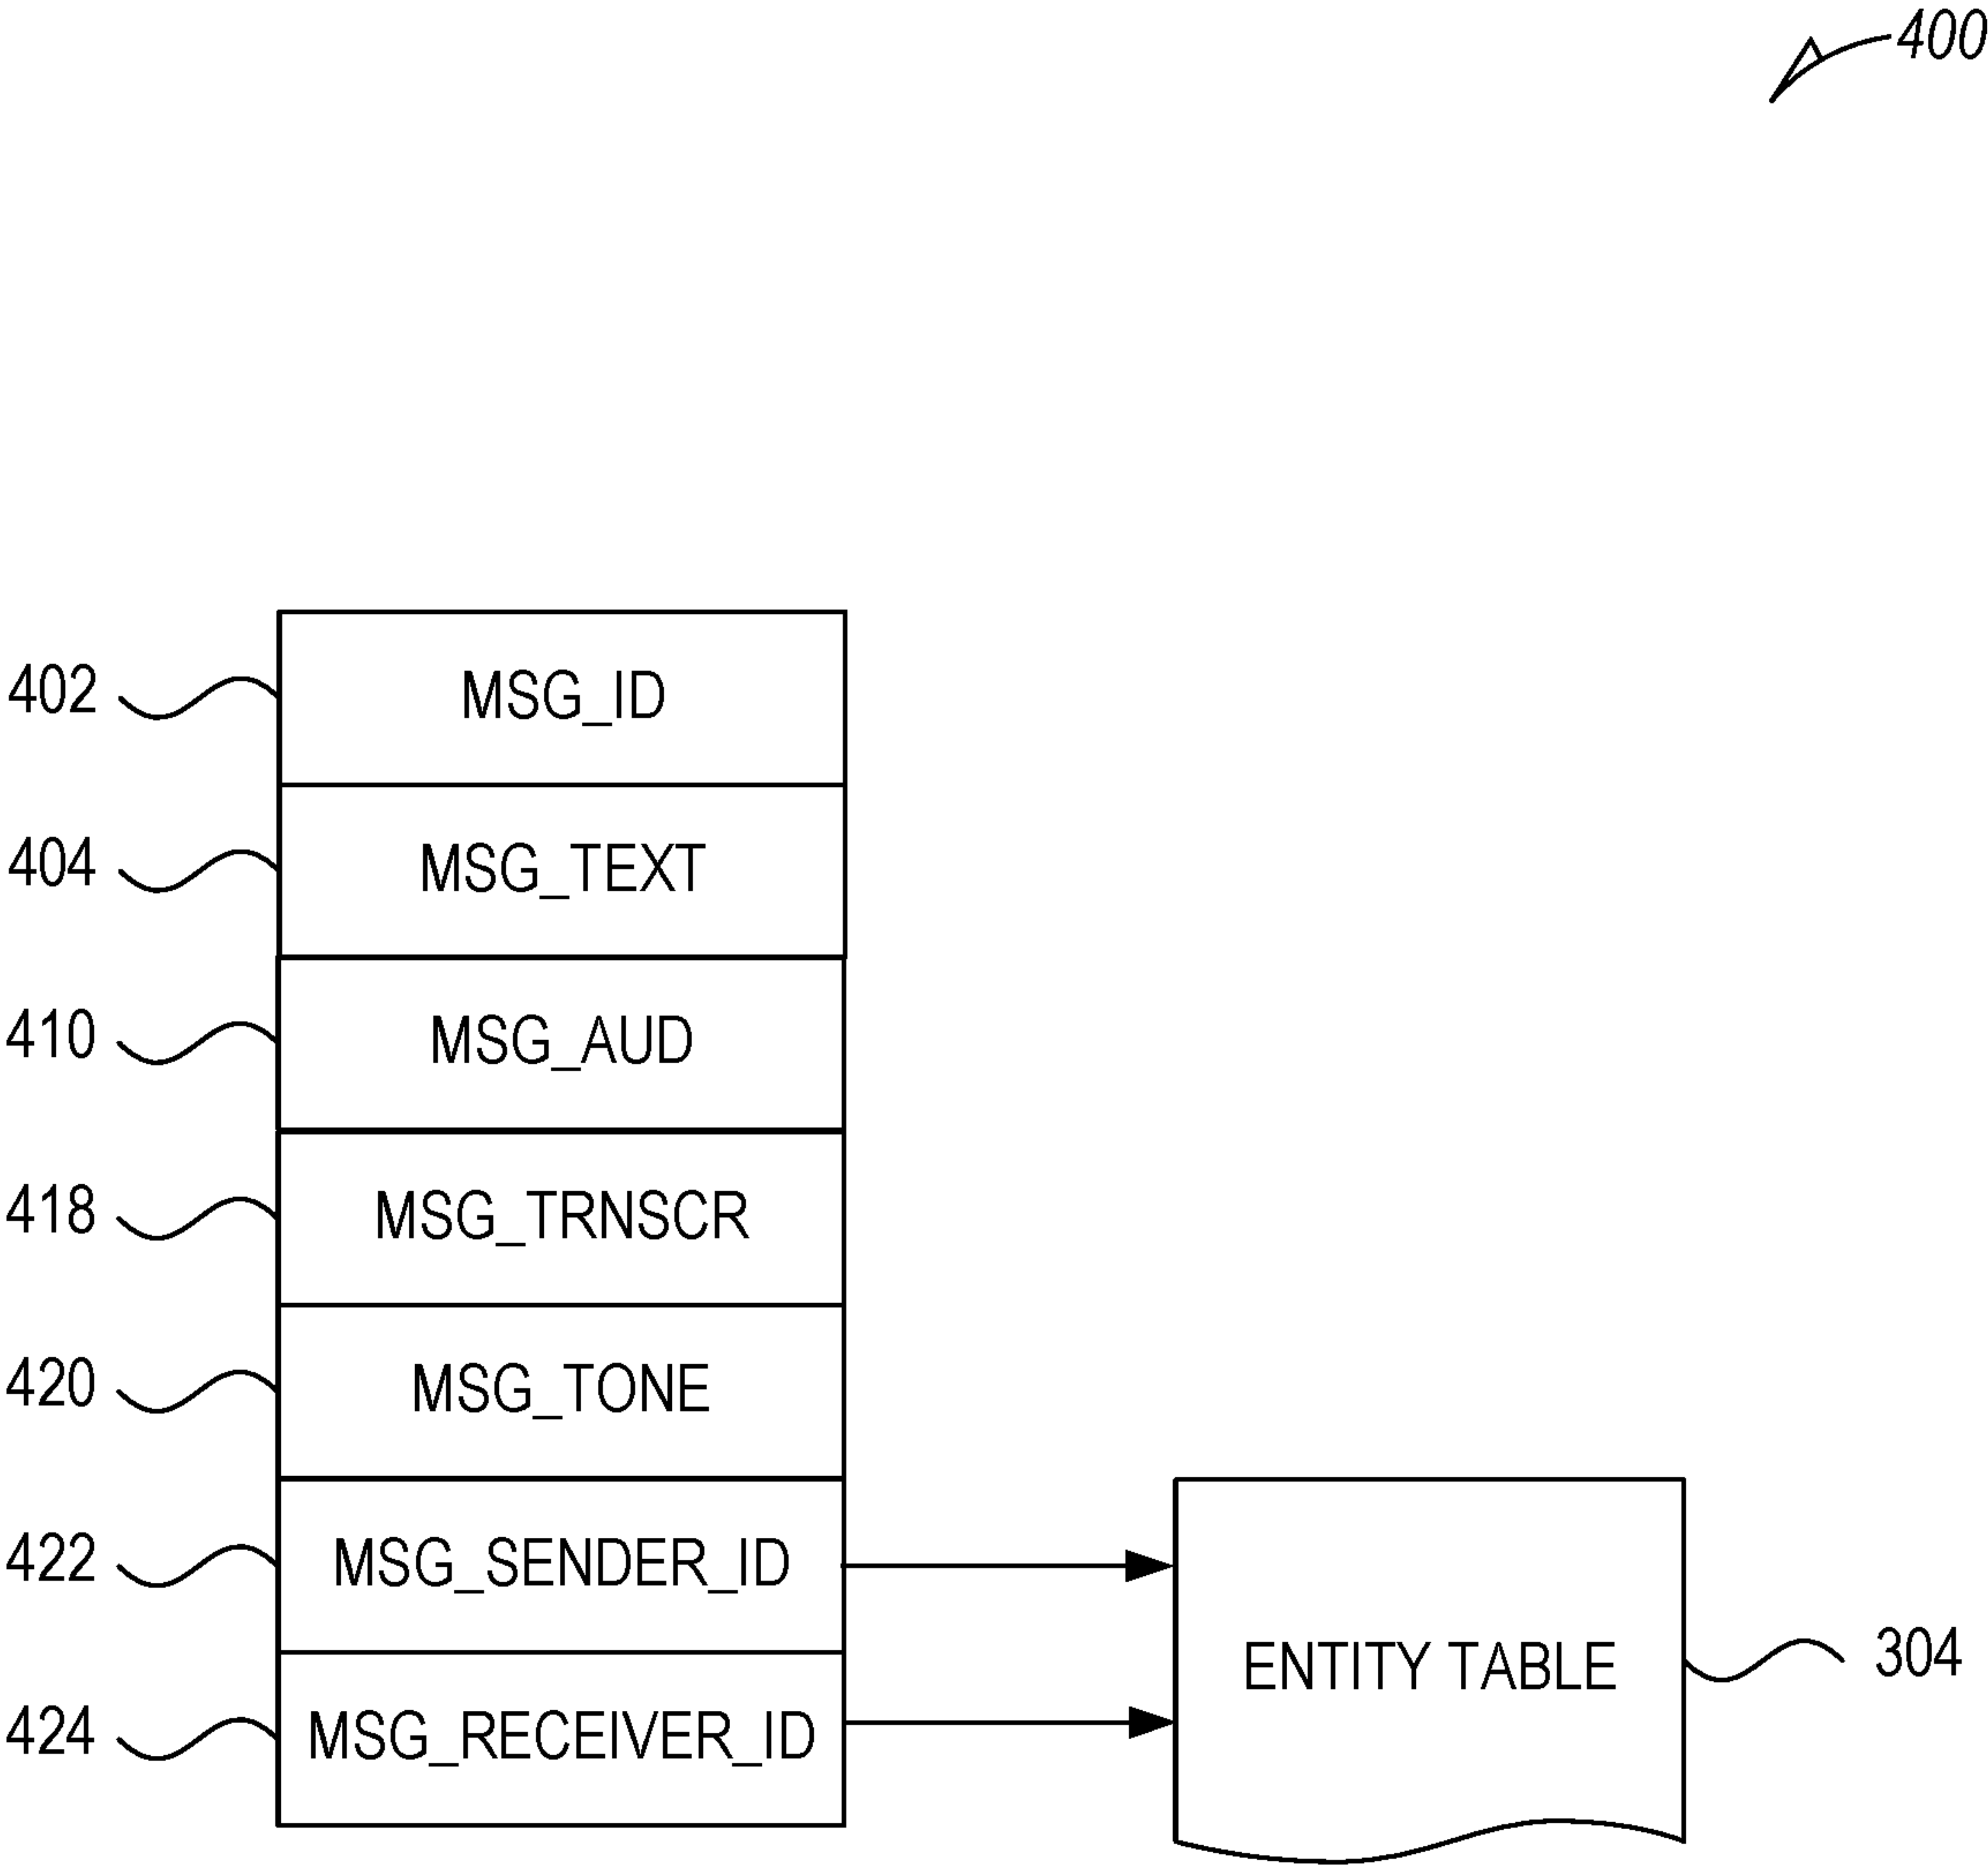 400
402 MSG_ID
404 MSG_TEXT
410 MSG_AUD
418 MSG_TRNSCR
420 MSG_TONE
422 MSG_SENDER_ID
ENTITY TABLE 304
424 MSG_RECEIVER_ID